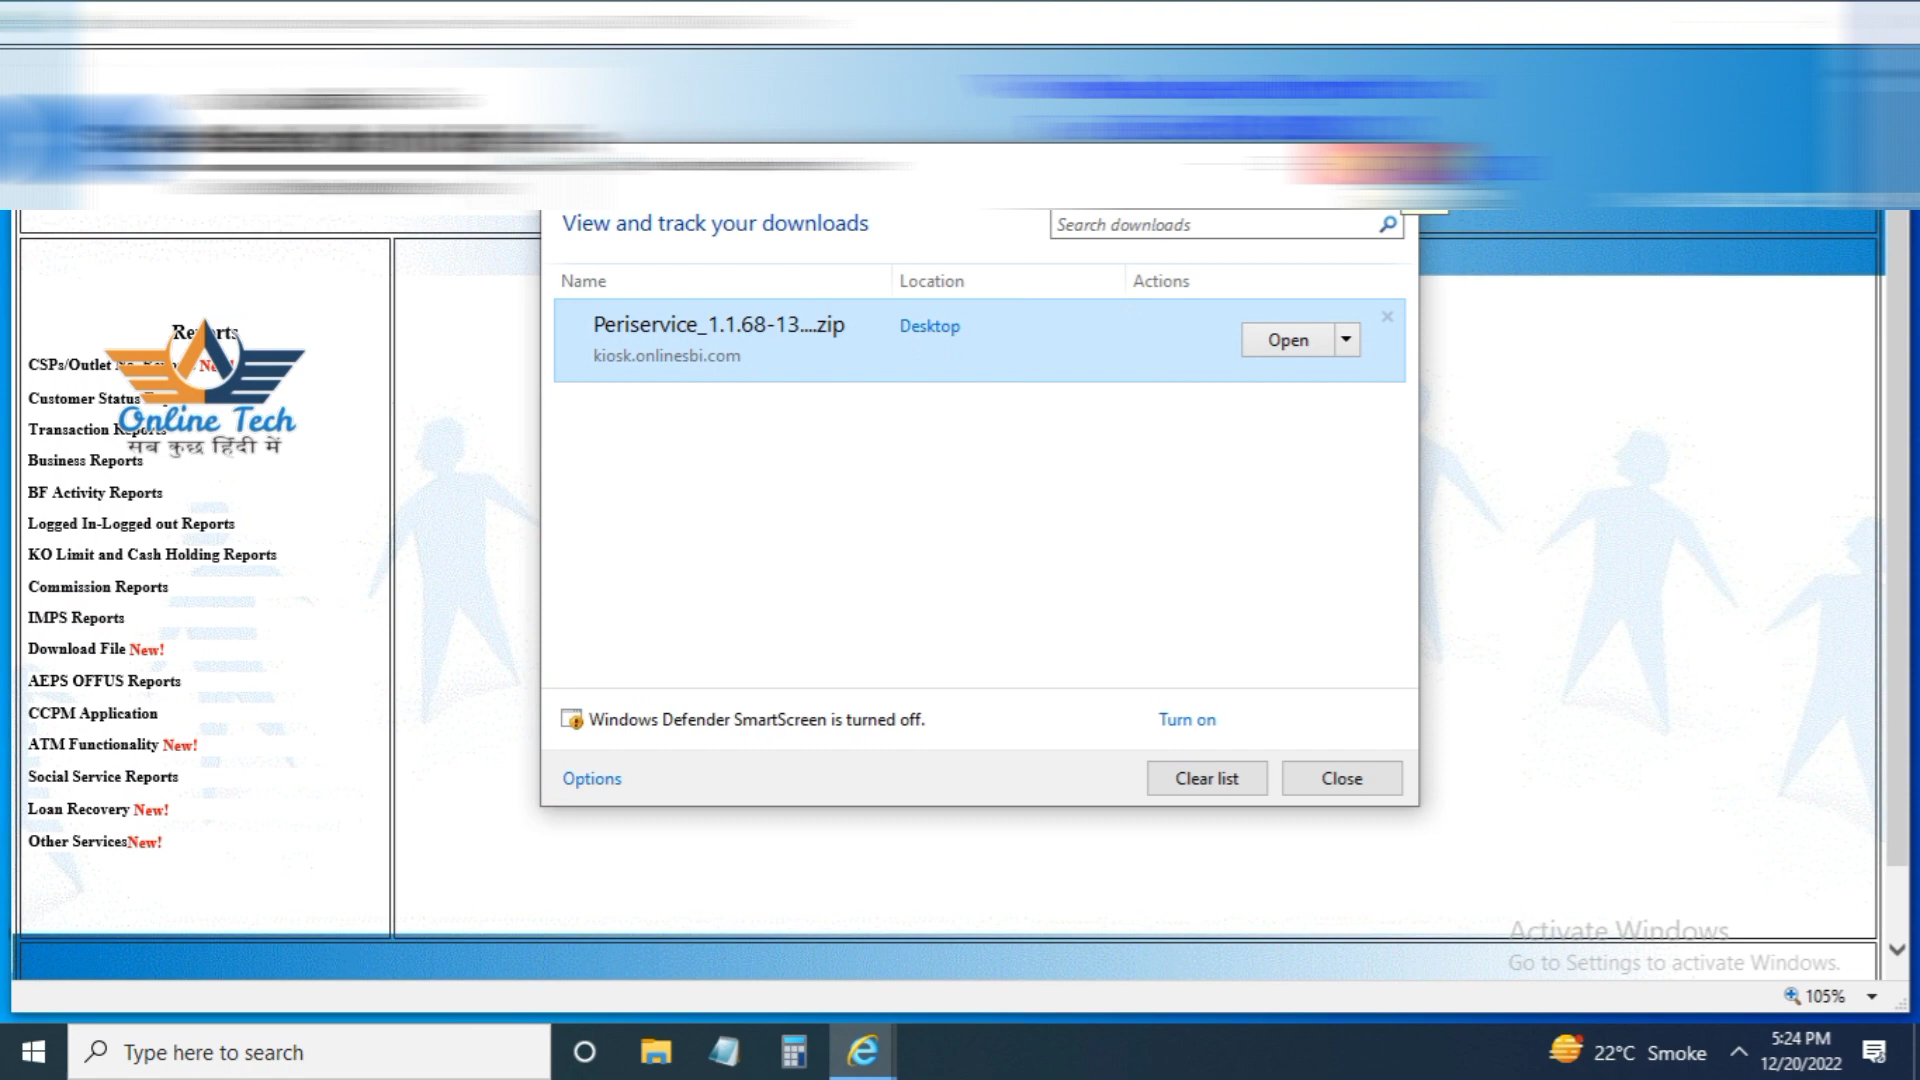 View and track your downloads
Search downloads
Name
Location
Actions
Periservice_1.1.68-13....zip
Desktop
Open
kiosk.onlinesbi.com
Windows Defender SmartScreen is turned off.
Turn on
Options
Clear list
Close
Reports
CSPs/Outlet
Customer Status
Transaction Reports
Business Reports
BF Activity Reports
Logged In-Logged out Reports
KO Limit and Cash Holding Reports
Commission Reports
IMPS Reports
Download File New!
AEPS OFFUS Reports
CCPM Application
ATM Functionality New!
Social Service Reports
Loan Recovery New!
Other ServicesNew!
Online Tech
सब कुछ हिंदी में
Activate Windows
Go to Settings to activate Windows.
105%
Type here to search
22°C Smoke
5:24 PM
12/20/2022